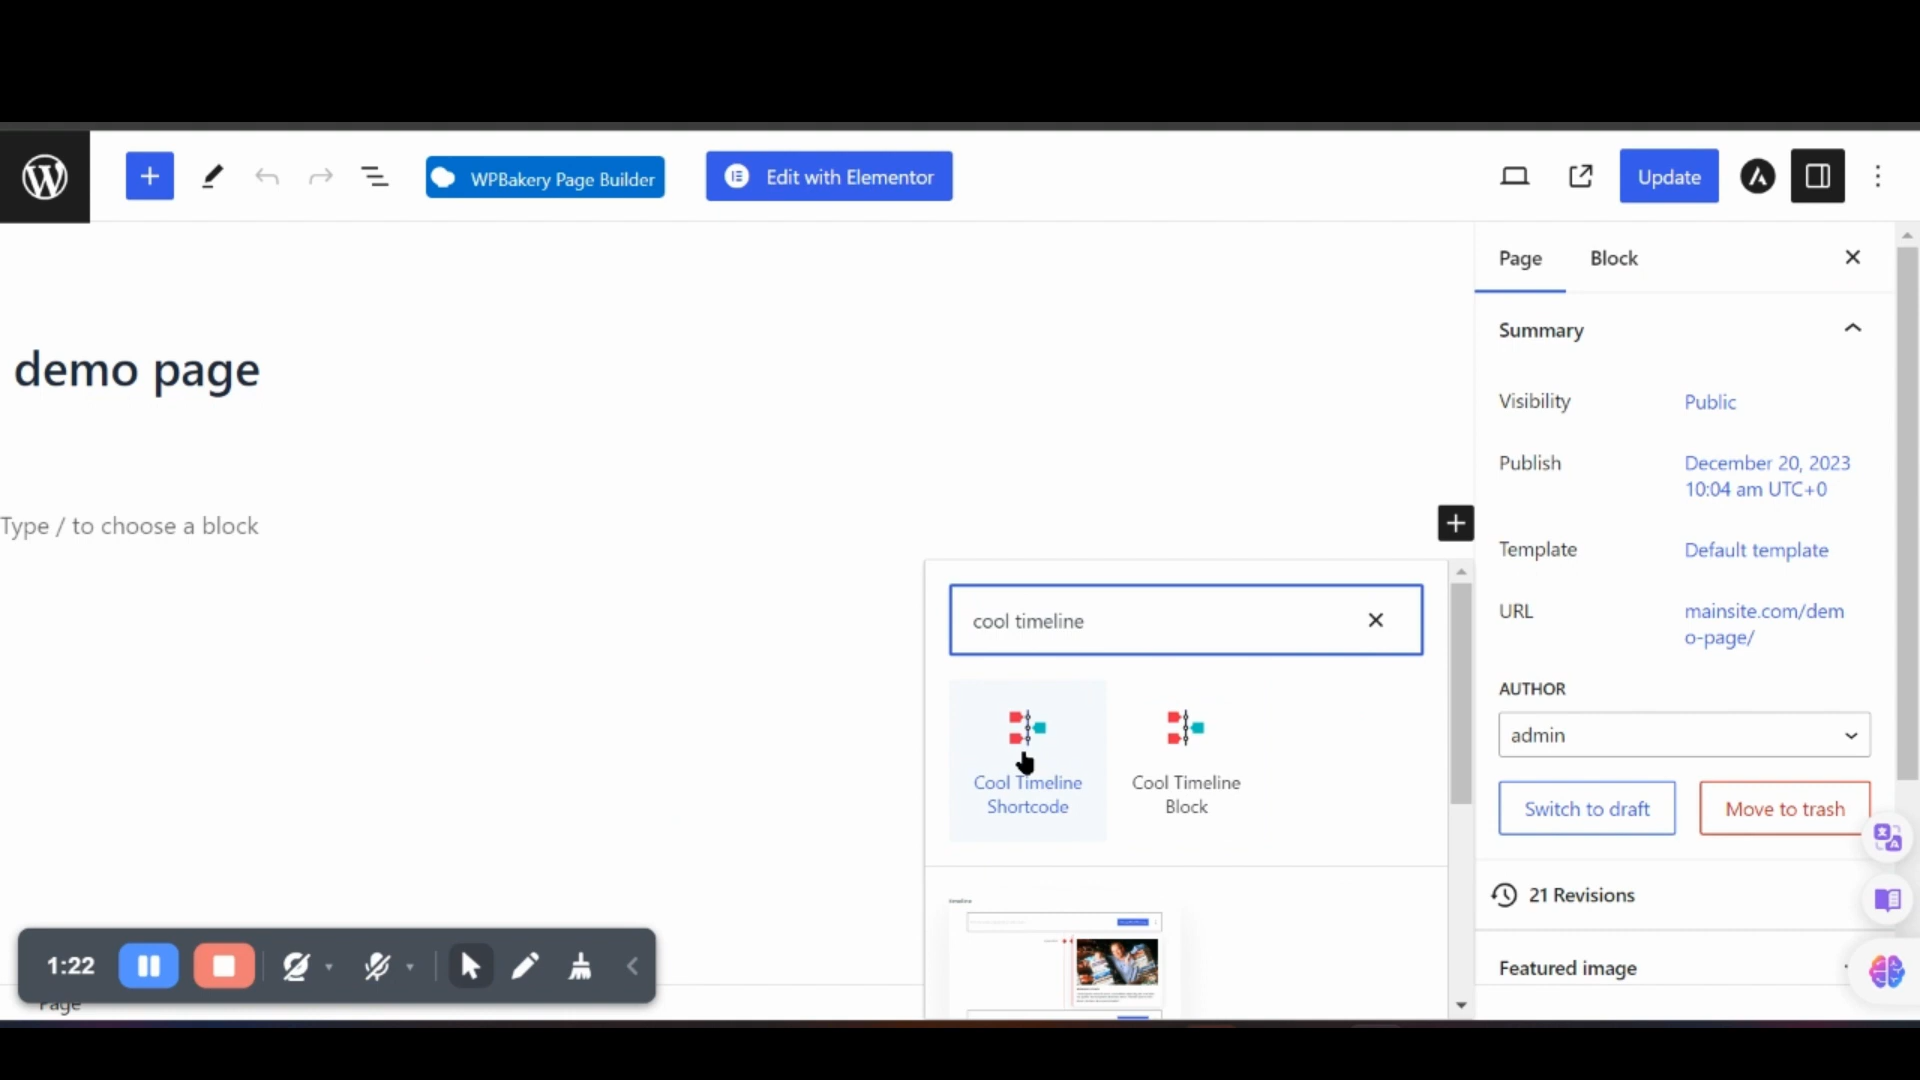 WPBakery Page Builder
Edit with Elementor
Update
Page
Block
Summary
demo page
Visibility
Public
Publish
December 20, 2023
10:04 am UTC+0
Type / to choose a block
Template
Default template
cool timeline
URL
mainsite.com/dem
o-page/
AUTHOR
admin
Cool Timeline
Shortcode
Cool Timeline
Block
Switch to draft
Move to trash
21 Revisions
timeline
1:22
Featured image
Page